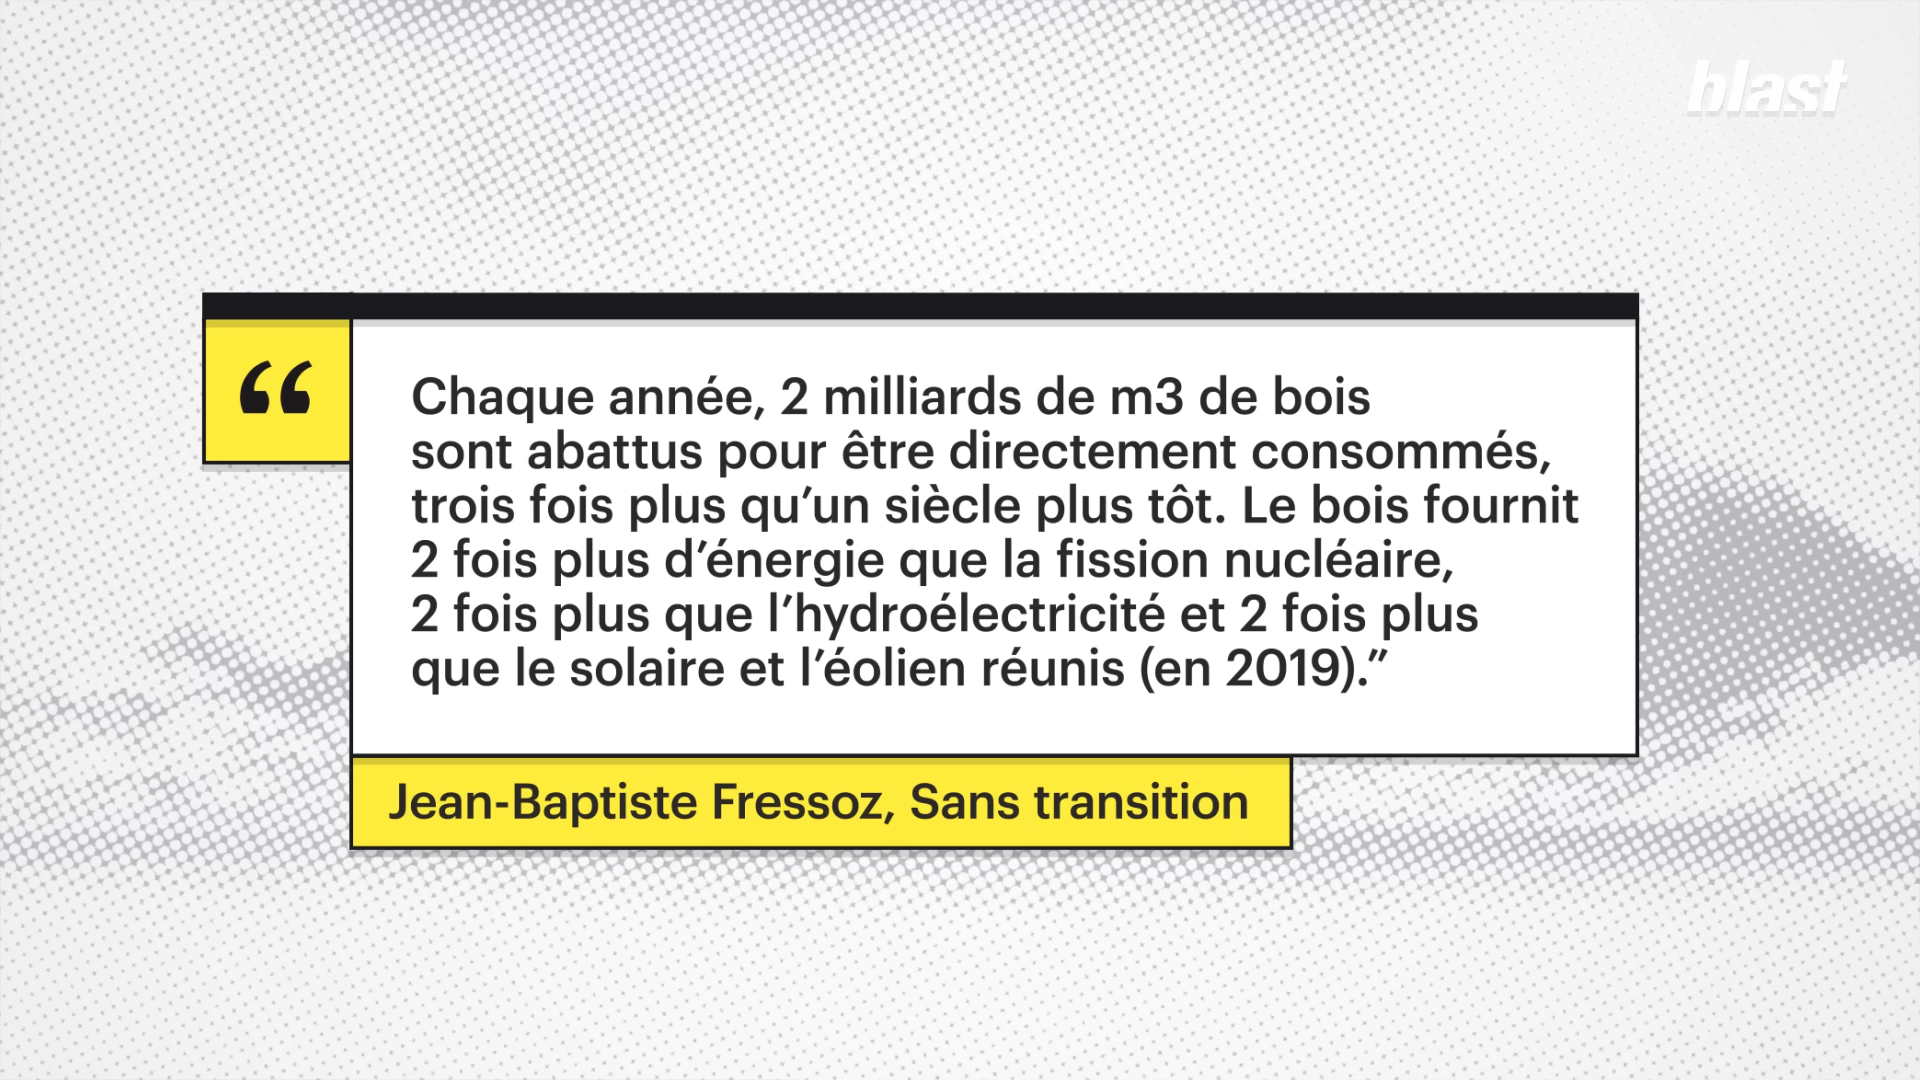 blast
“
Chaque année, 2 milliards de m3 de bois
sont abattus pour être directement consommés,
trois fois plus qu’un siècle plus tôt. Le bois fournit
2 fois plus d’énergie que la fission nucléaire,
2 fois plus que l’hydroélectricité et 2 fois plus
que le solaire et l’éolien réunis (en 2019).”
Jean-Baptiste Fressoz, Sans transition